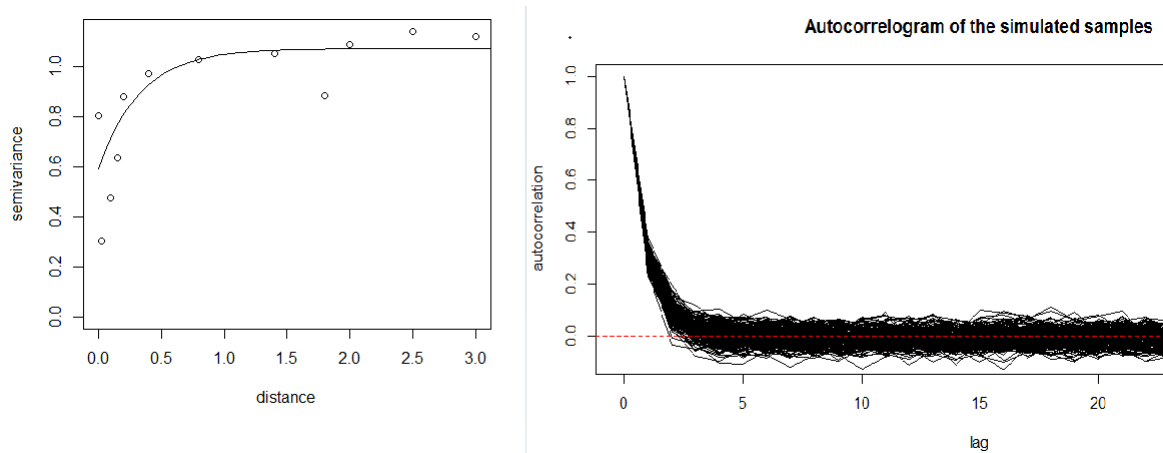 semivariance
0.0 0.2 0.4 0.6 0.8 1.0
0.0 0.5 1.0 1.5 2.0 2.5 3.0
distance
Autocorrelogram of the simulated samples
autocorrelation
0.0 0.2 0.4 0.6 0.8 1.0
0 5 10 15 20
lag